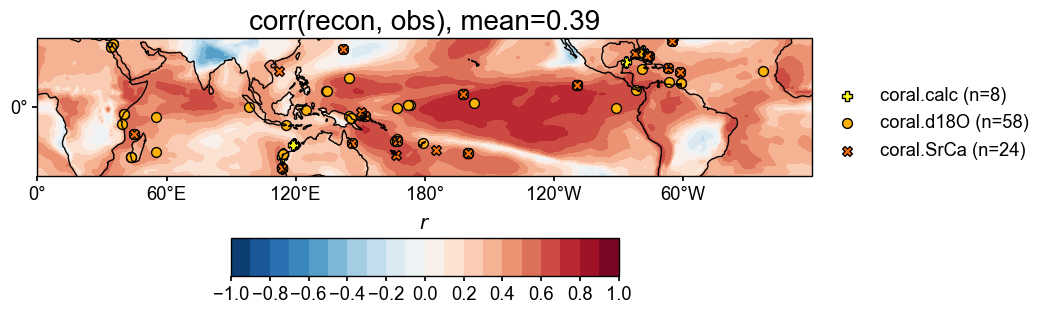 corr(recon, obs), mean=0.39
0°
0°
60°E
120°E
180°
120°W
60°W
coral.calc (n=8)
coral.d18O (n=58)
coral.SrCa (n=24)
r
−1.0 −0.8 −0.6 −0.4 −0.2 0.0 0.2 0.4 0.6 0.8 1.0